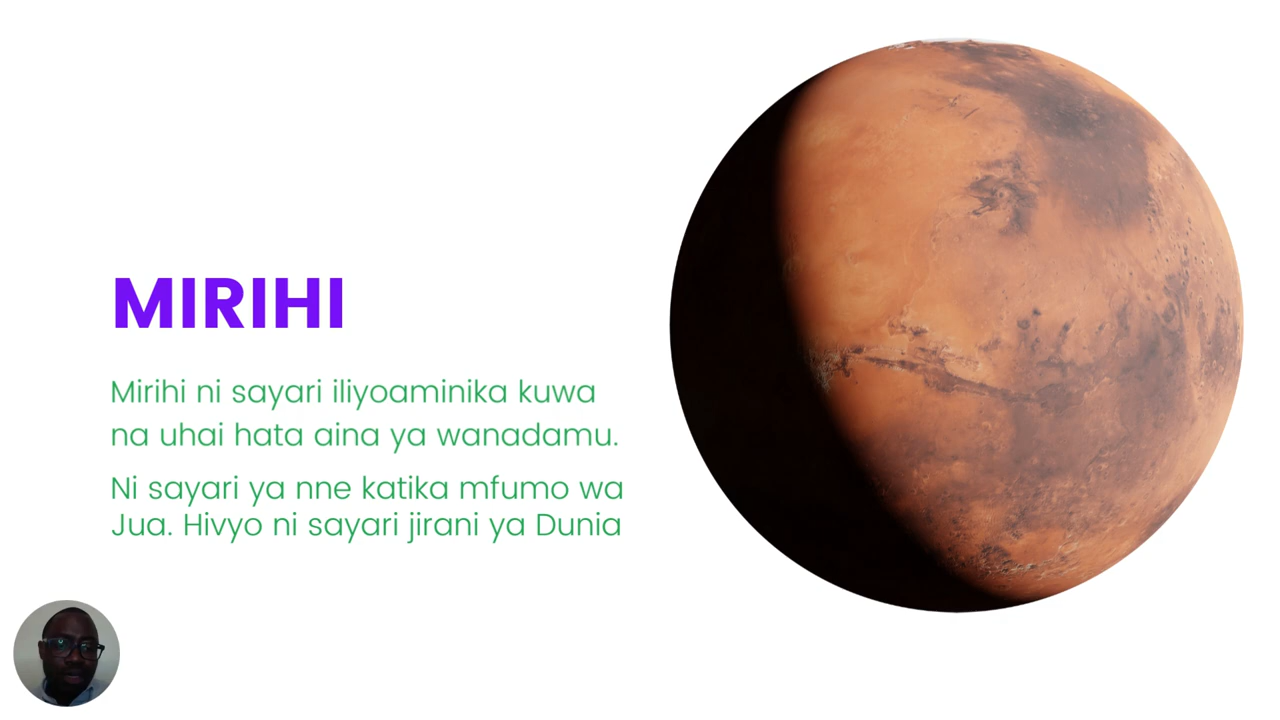 MIRIHI
Mirihi ni sayari iliyoaminika kuwa
na uhai hata aina ya wanadamu.
Ni sayari ya nne katika mfumo wa
Jua. Hivyo ni sayari jirani ya Dunia